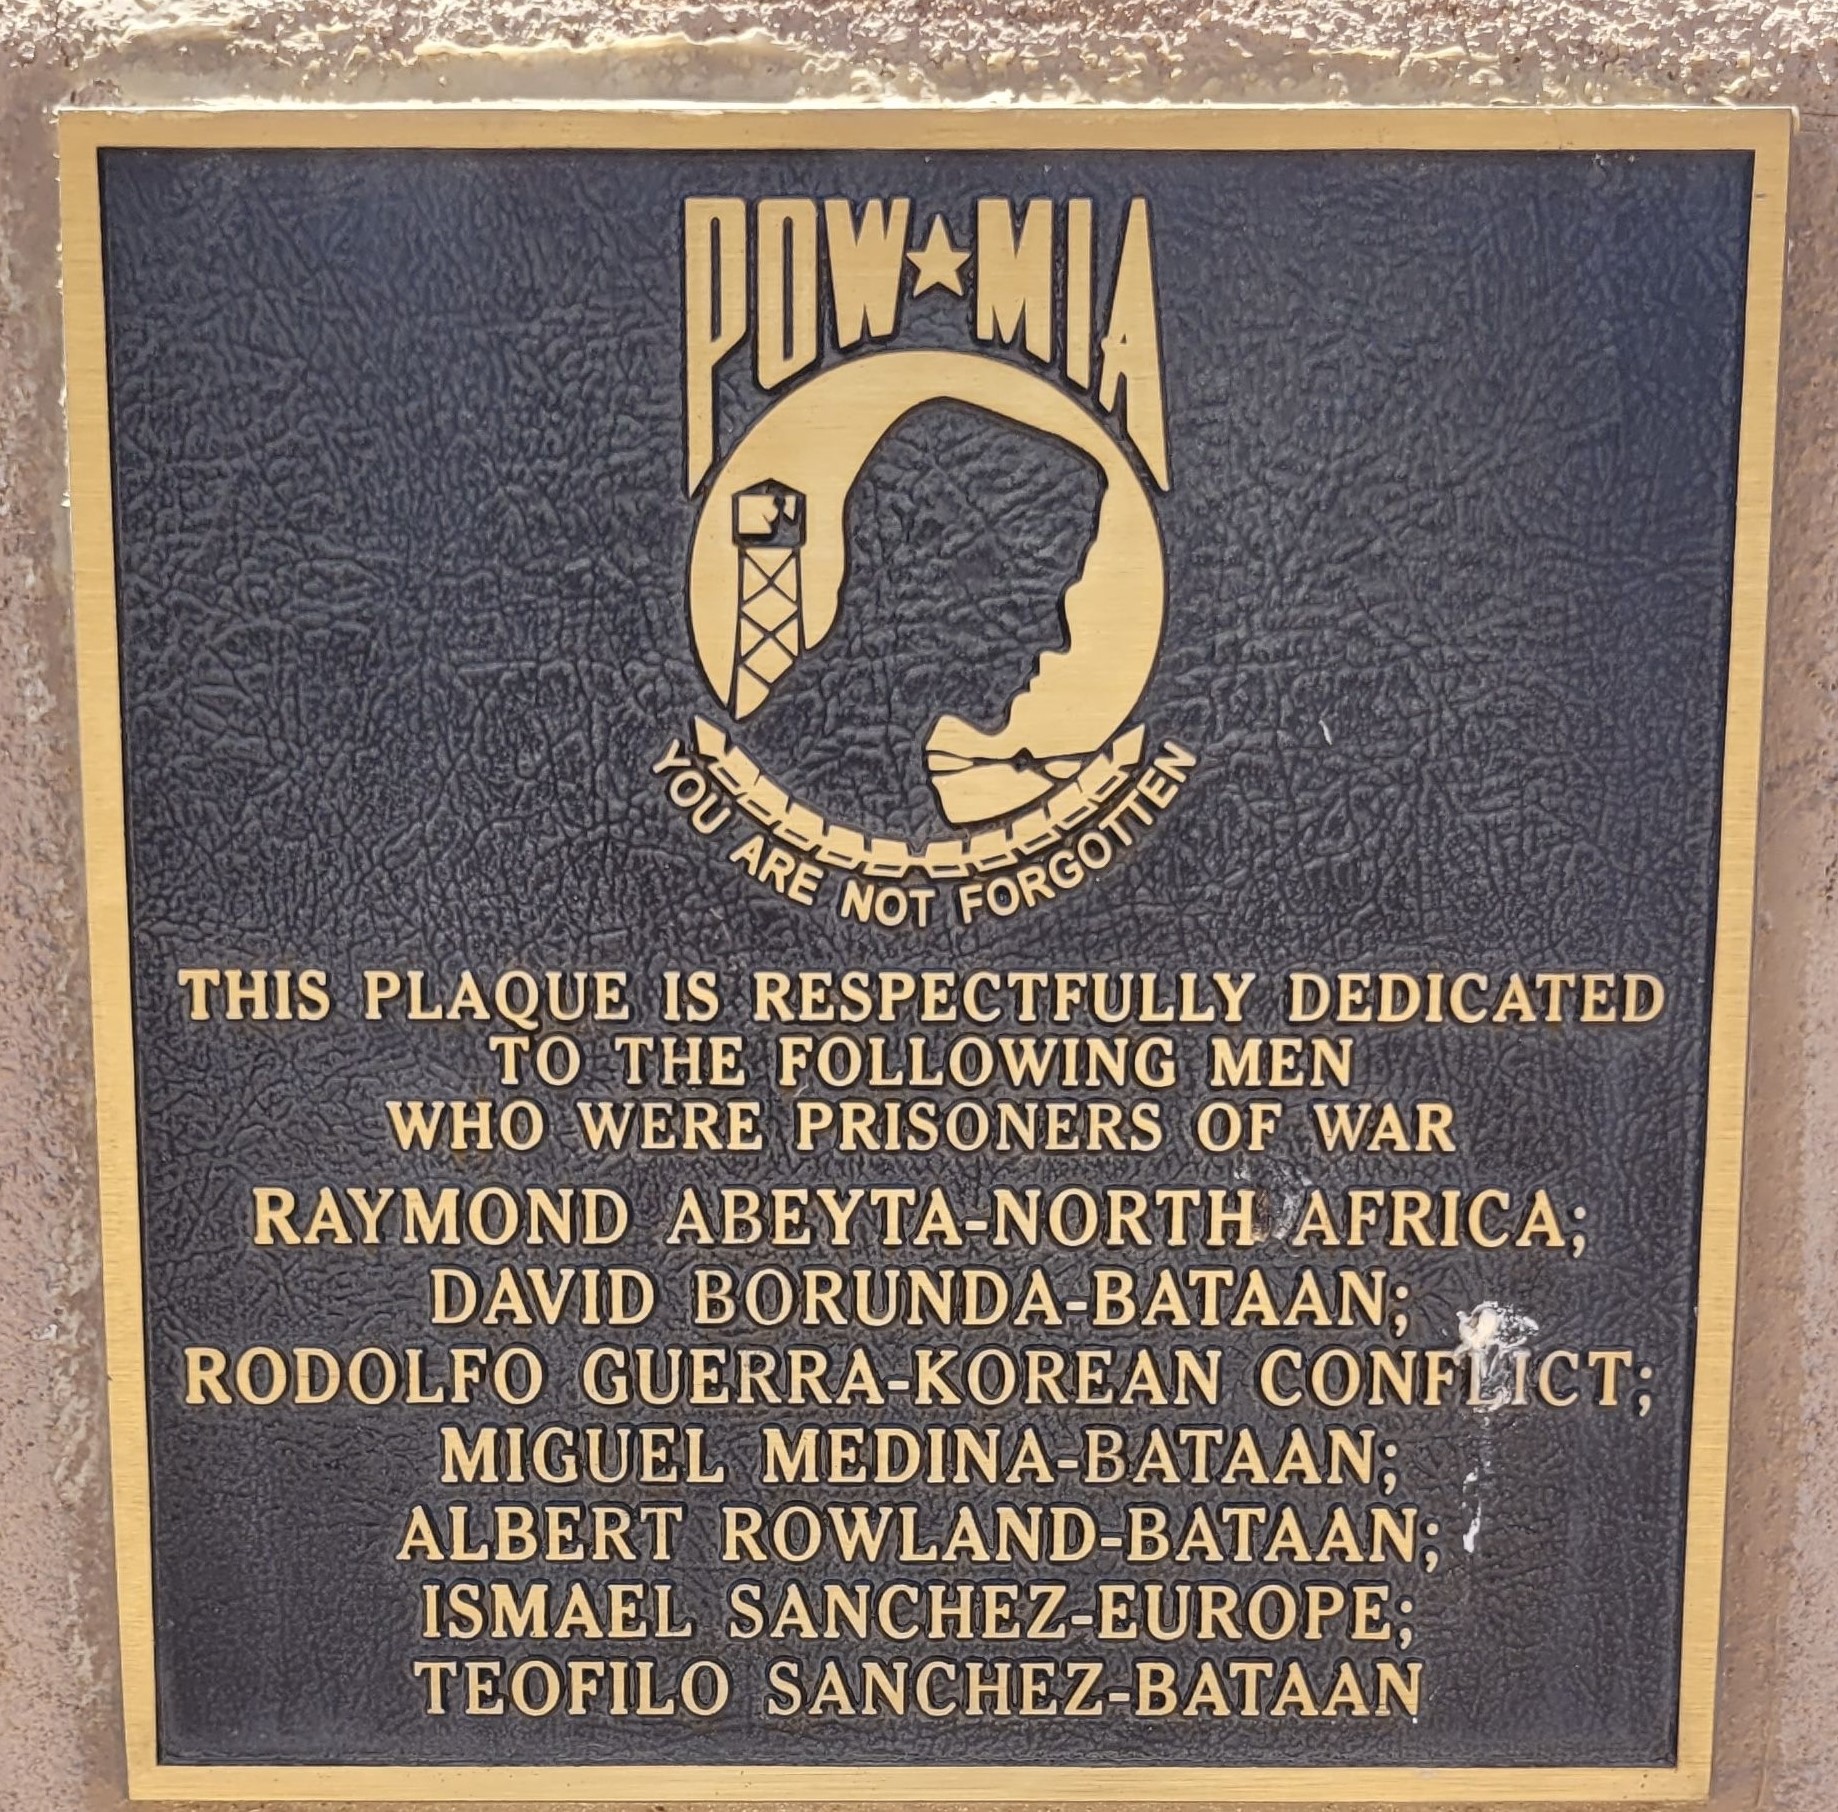 POW★MIA
YOU ARE NOT FORGOTTEN
THIS PLAQUE IS RESPECTFULLY DEDICATED
TO THE FOLLOWING MEN
WHO WERE PRISONERS OF WAR
RAYMOND ABEYTA-NORTH AFRICA;
DAVID BORUNDA-BATAAN;
RODOLFO GUERRA-KOREAN CONFLICT;
MIGUEL MEDINA-BATAAN;
ALBERT ROWLAND-BATAAN;
ISMAEL SANCHEZ-EUROPE;
TEOFILO SANCHEZ-BATAAN